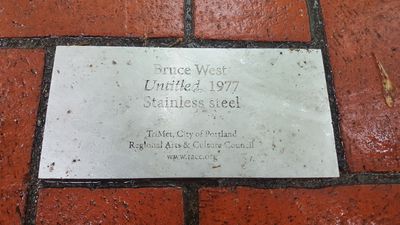 Bruce West
Untitled, 1977
Stainless steel
TriMet, City of Portland
Regional Arts & Culture Council
www.racc.org